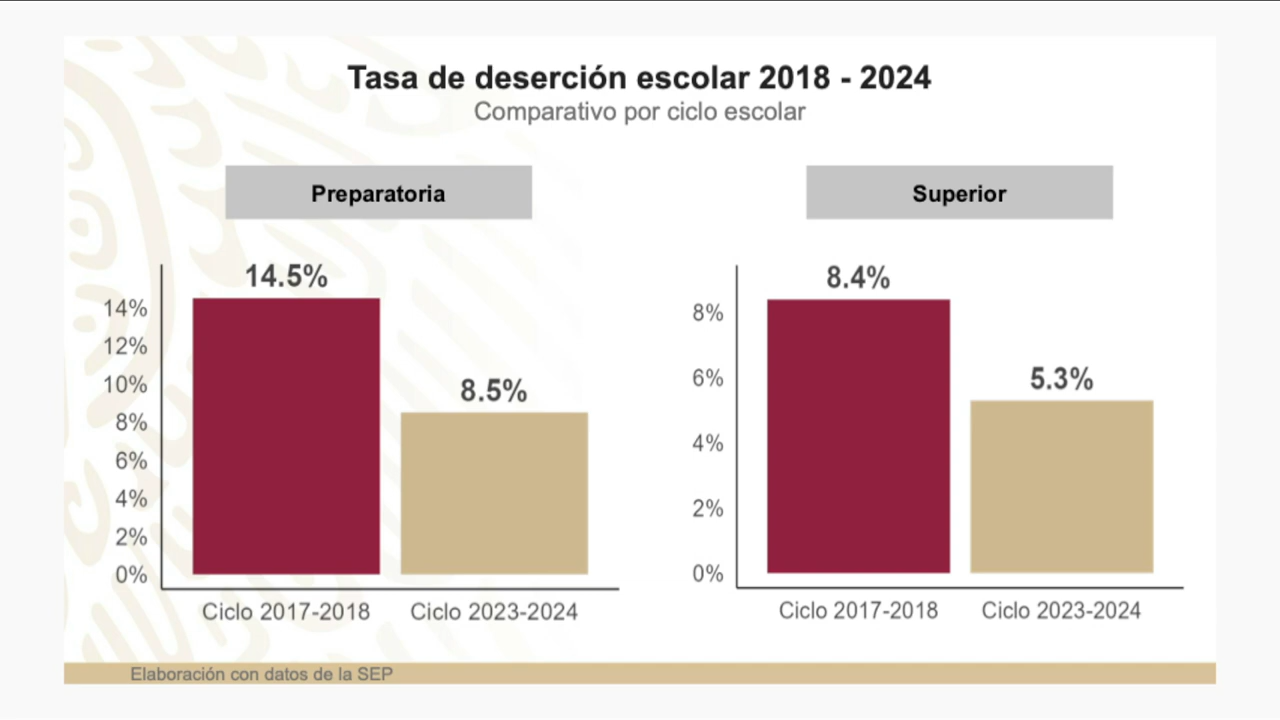 Tasa de deserción escolar 2018 - 2024
Comparativo por ciclo escolar
Preparatoria
14.5%
8.5%
14%
12%
10%
8%
6%
4%
2%
0%
Ciclo 2017-2018
Ciclo 2023-2024
Superior
8.4%
5.3%
8%
6%
4%
2%
0%
Ciclo 2017-2018
Ciclo 2023-2024
Elaboración con datos de la SEP